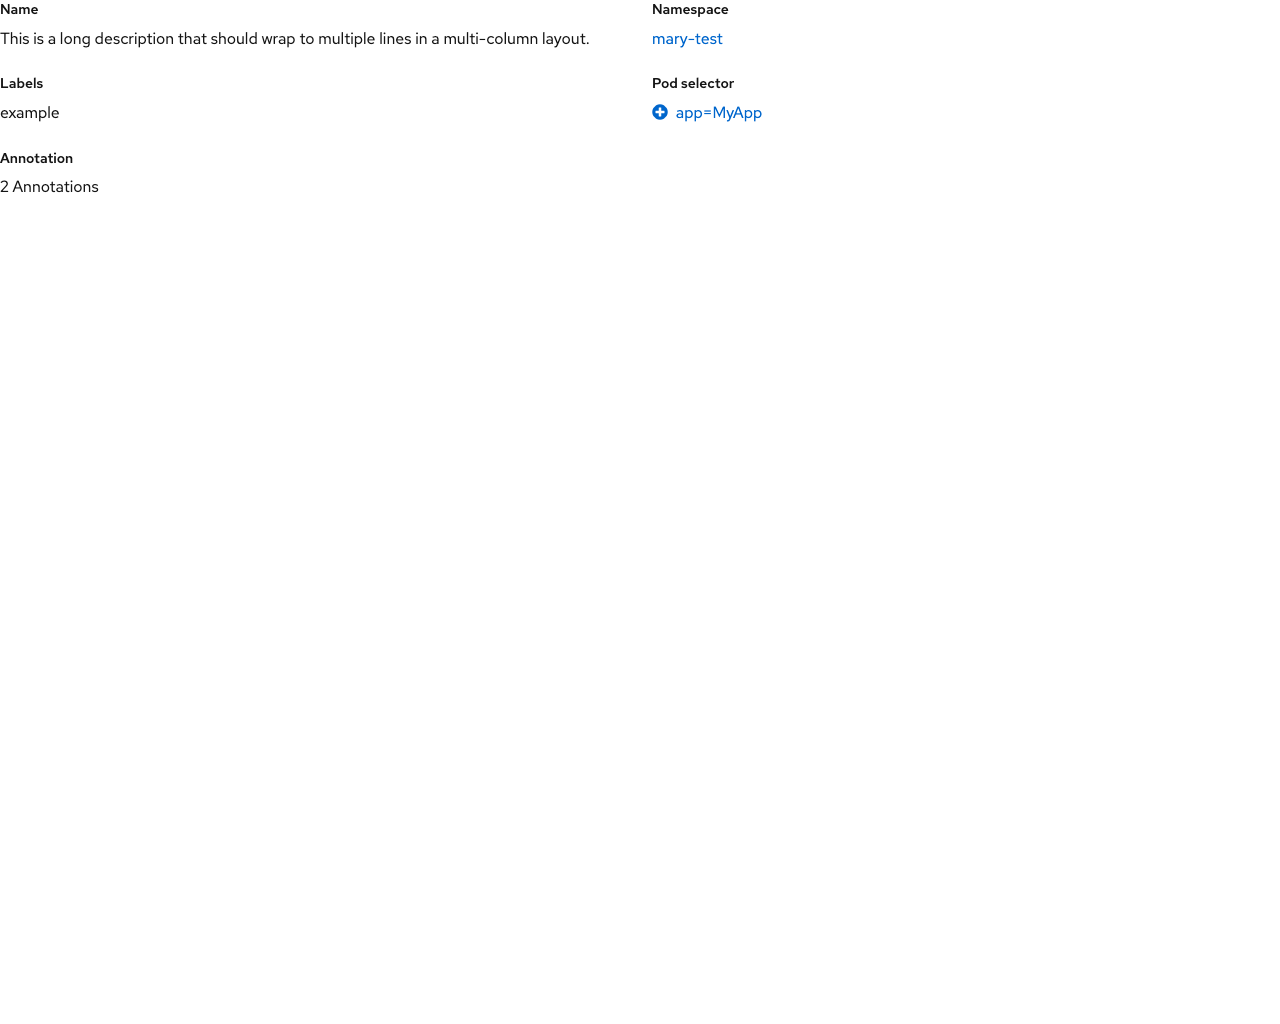 Name
This is a long description that should wrap to multiple lines in a multi-column layout.
Namespace
mary-test
Labels
example
Pod selector
app=MyApp
Annotation
2 Annotations